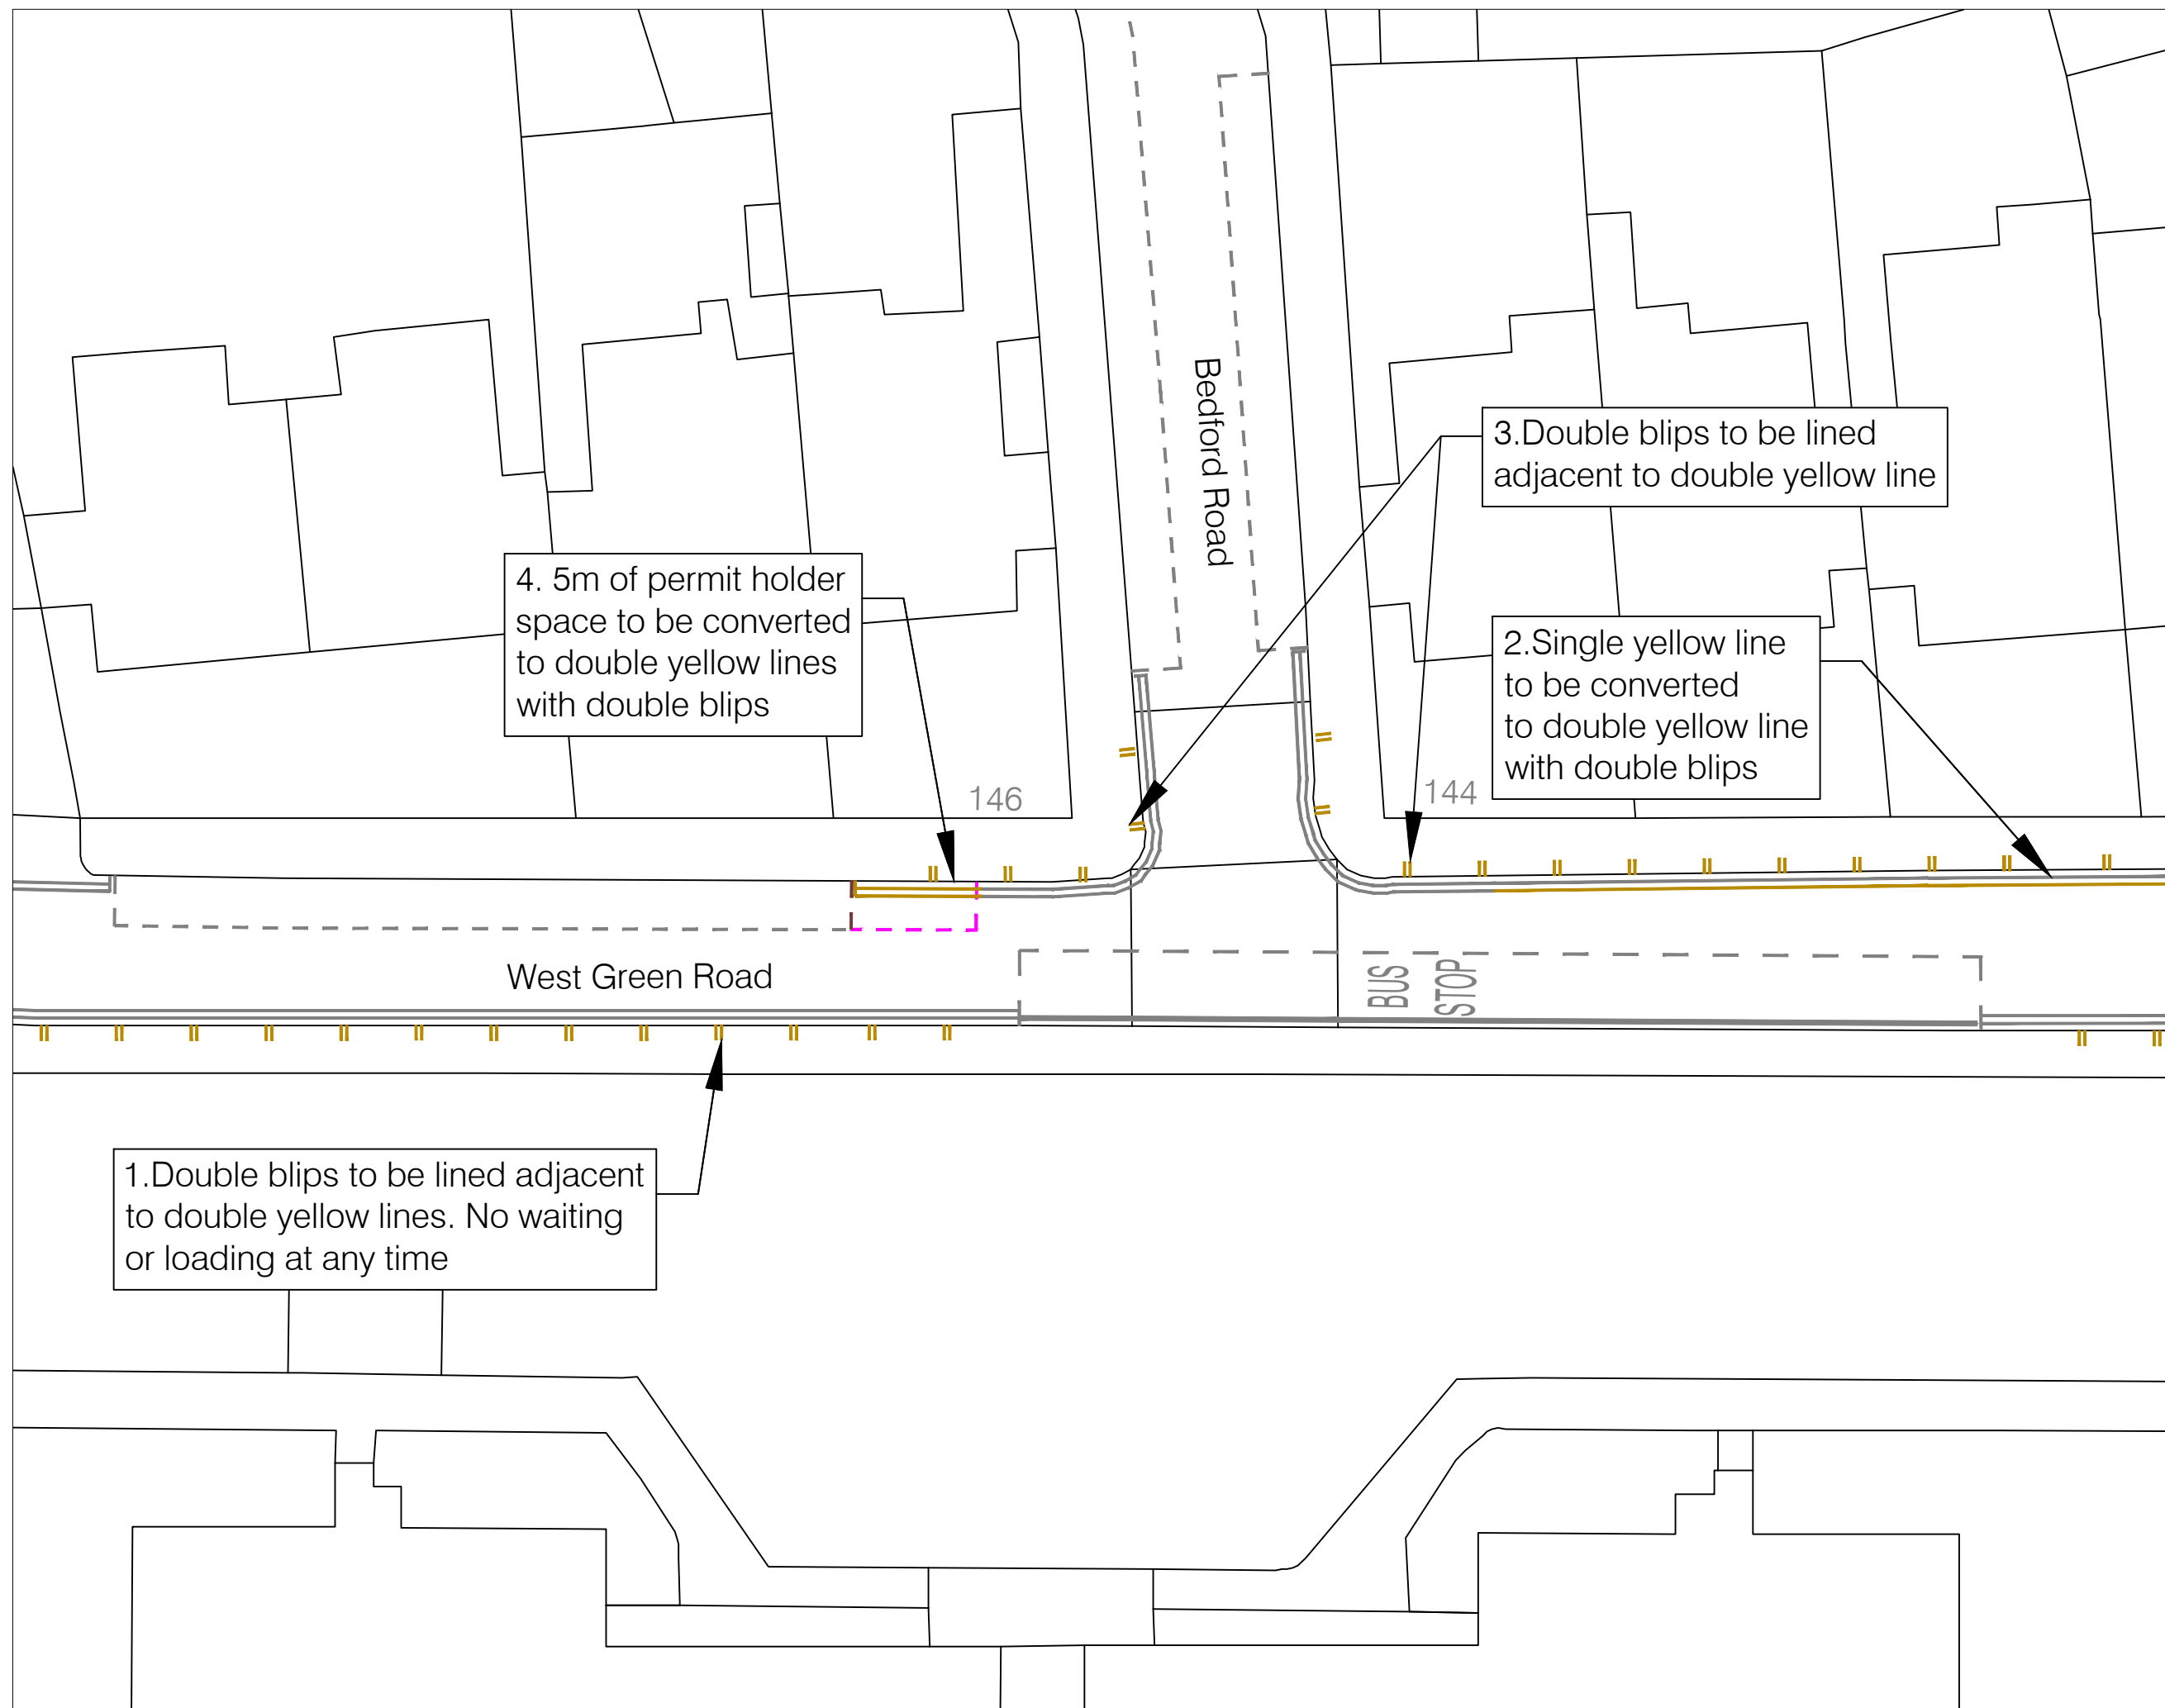 Bedford Road
3.Double blips to be lined
adjacent to double yellow line
4. 5m of permit holder
space to be converted
to double yellow lines
with double blips
2.Single yellow line
to be converted
to double yellow line
with double blips
146
144
West Green Road
BUS
STOP
1.Double blips to be lined adjacent
to double yellow lines. No waiting
or loading at any time